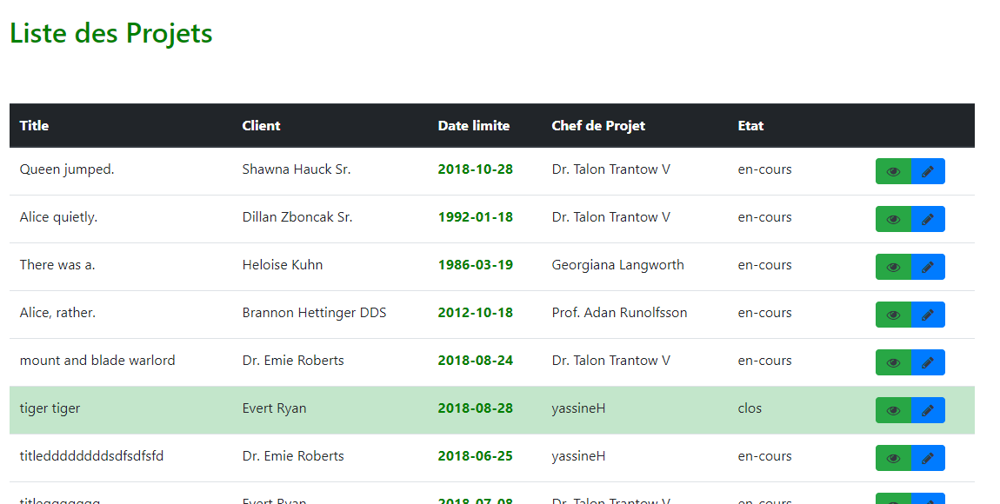 Liste des Projets
Title Client Date limite Chef de Projet Etat
Queen jumped. Shawna Hauck Sr. 2018-10-28 Dr. Talon Trantow V en-cours
Alice quietly. Dillan Zboncak Sr. 1992-01-18 Dr. Talon Trantow V en-cours
There was a. Heloise Kuhn 1986-03-19 Georgiana Langworth en-cours
Alice, rather. Brannon Hettinger DDS 2012-10-18 Prof. Adan Runolfsson en-cours
mount and blade warlord Dr. Emie Roberts 2018-08-24 Dr. Talon Trantow V en-cours
tiger tiger Evert Ryan 2018-08-28 yassineH clos
titleddddddddsdfsdfsfd Dr. Emie Roberts 2018-06-25 yassineH en-cours
Evert Ryan 2018-07-08 Dr. Talon Trantow V en-cours